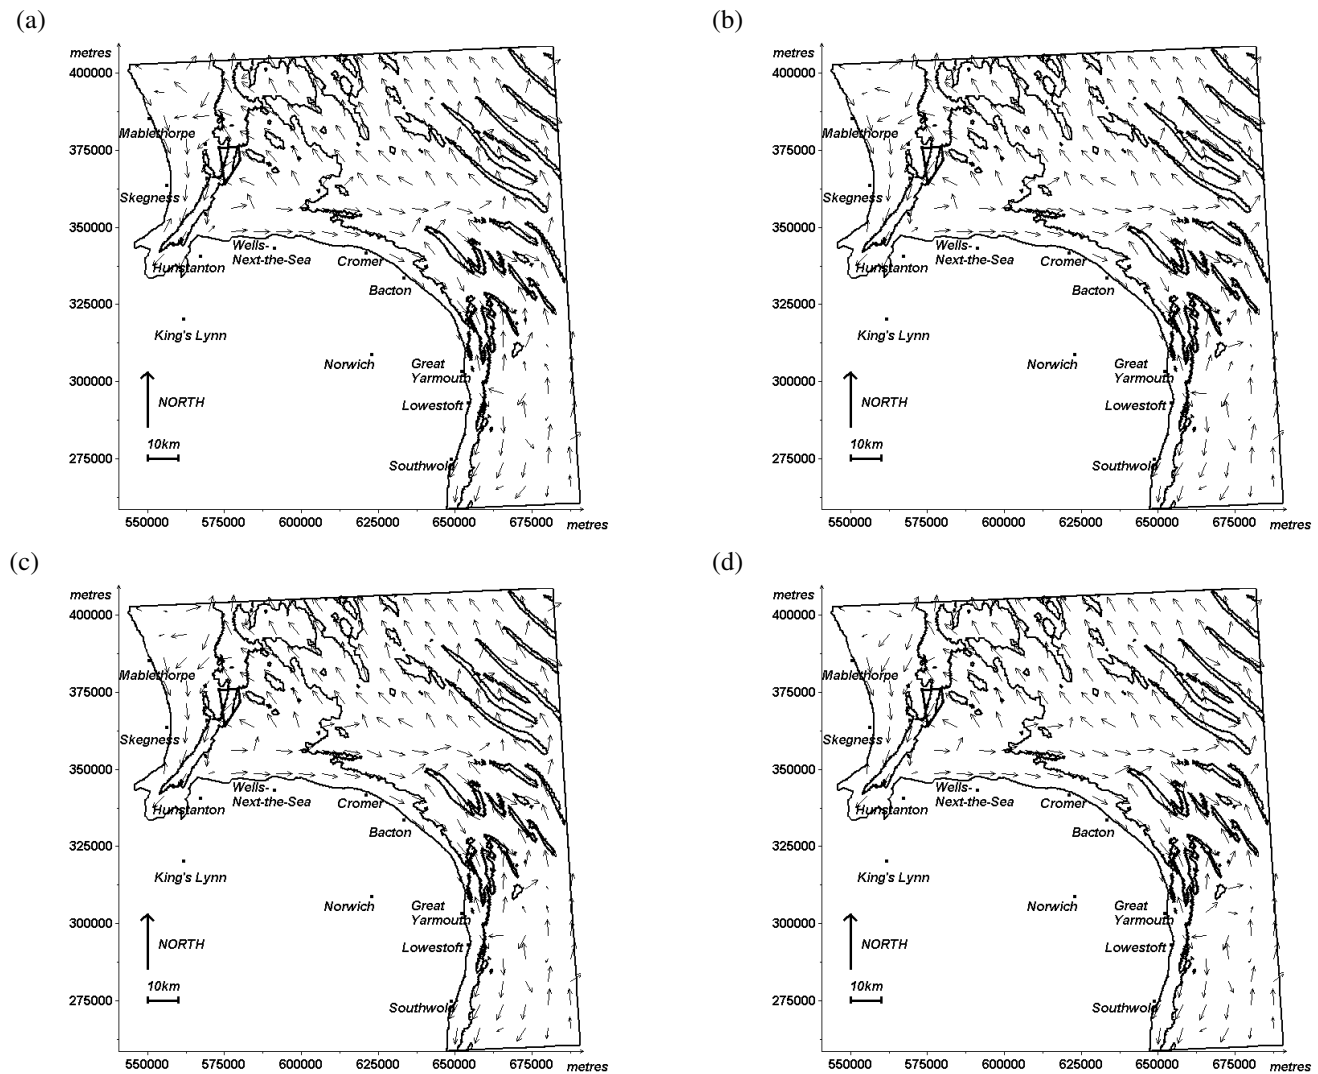 (a)
metres
400000
375000
350000
325000
300000
275000
Mablethorpe
Skegness
Hunstanton
Wells-
Next-the-Sea
Cromer
Bacton
King's Lynn
Norwich
Great
Yarmouth
Lowestoft
Southwold
NORTH
10km
550000 575000 600000 625000 650000 675000 metres
(b)
metres
400000
375000
350000
325000
300000
275000
Mablethorpe
Skegness
Hunstanton
Wells-
Next-the-Sea
Cromer
Bacton
King's Lynn
Norwich
Great
Yarmouth
Lowestoft
Southwold
NORTH
10km
550000 575000 600000 625000 650000 675000 metres
(c)
metres
400000
375000
350000
325000
300000
275000
Mablethorpe
Skegness
Hunstanton
Wells-
Next-the-Sea
Cromer
Bacton
King's Lynn
Norwich
Great
Yarmouth
Lowestoft
Southwold
NORTH
10km
550000 575000 600000 625000 650000 675000 metres
(d)
metres
400000
375000
350000
325000
300000
275000
Mablethorpe
Skegness
Hunstanton
Wells-
Next-the-Sea
Cromer
Bacton
King's Lynn
Norwich
Great
Yarmouth
Lowestoft
Southwold
NORTH
10km
550000 575000 600000 625000 650000 675000 metres